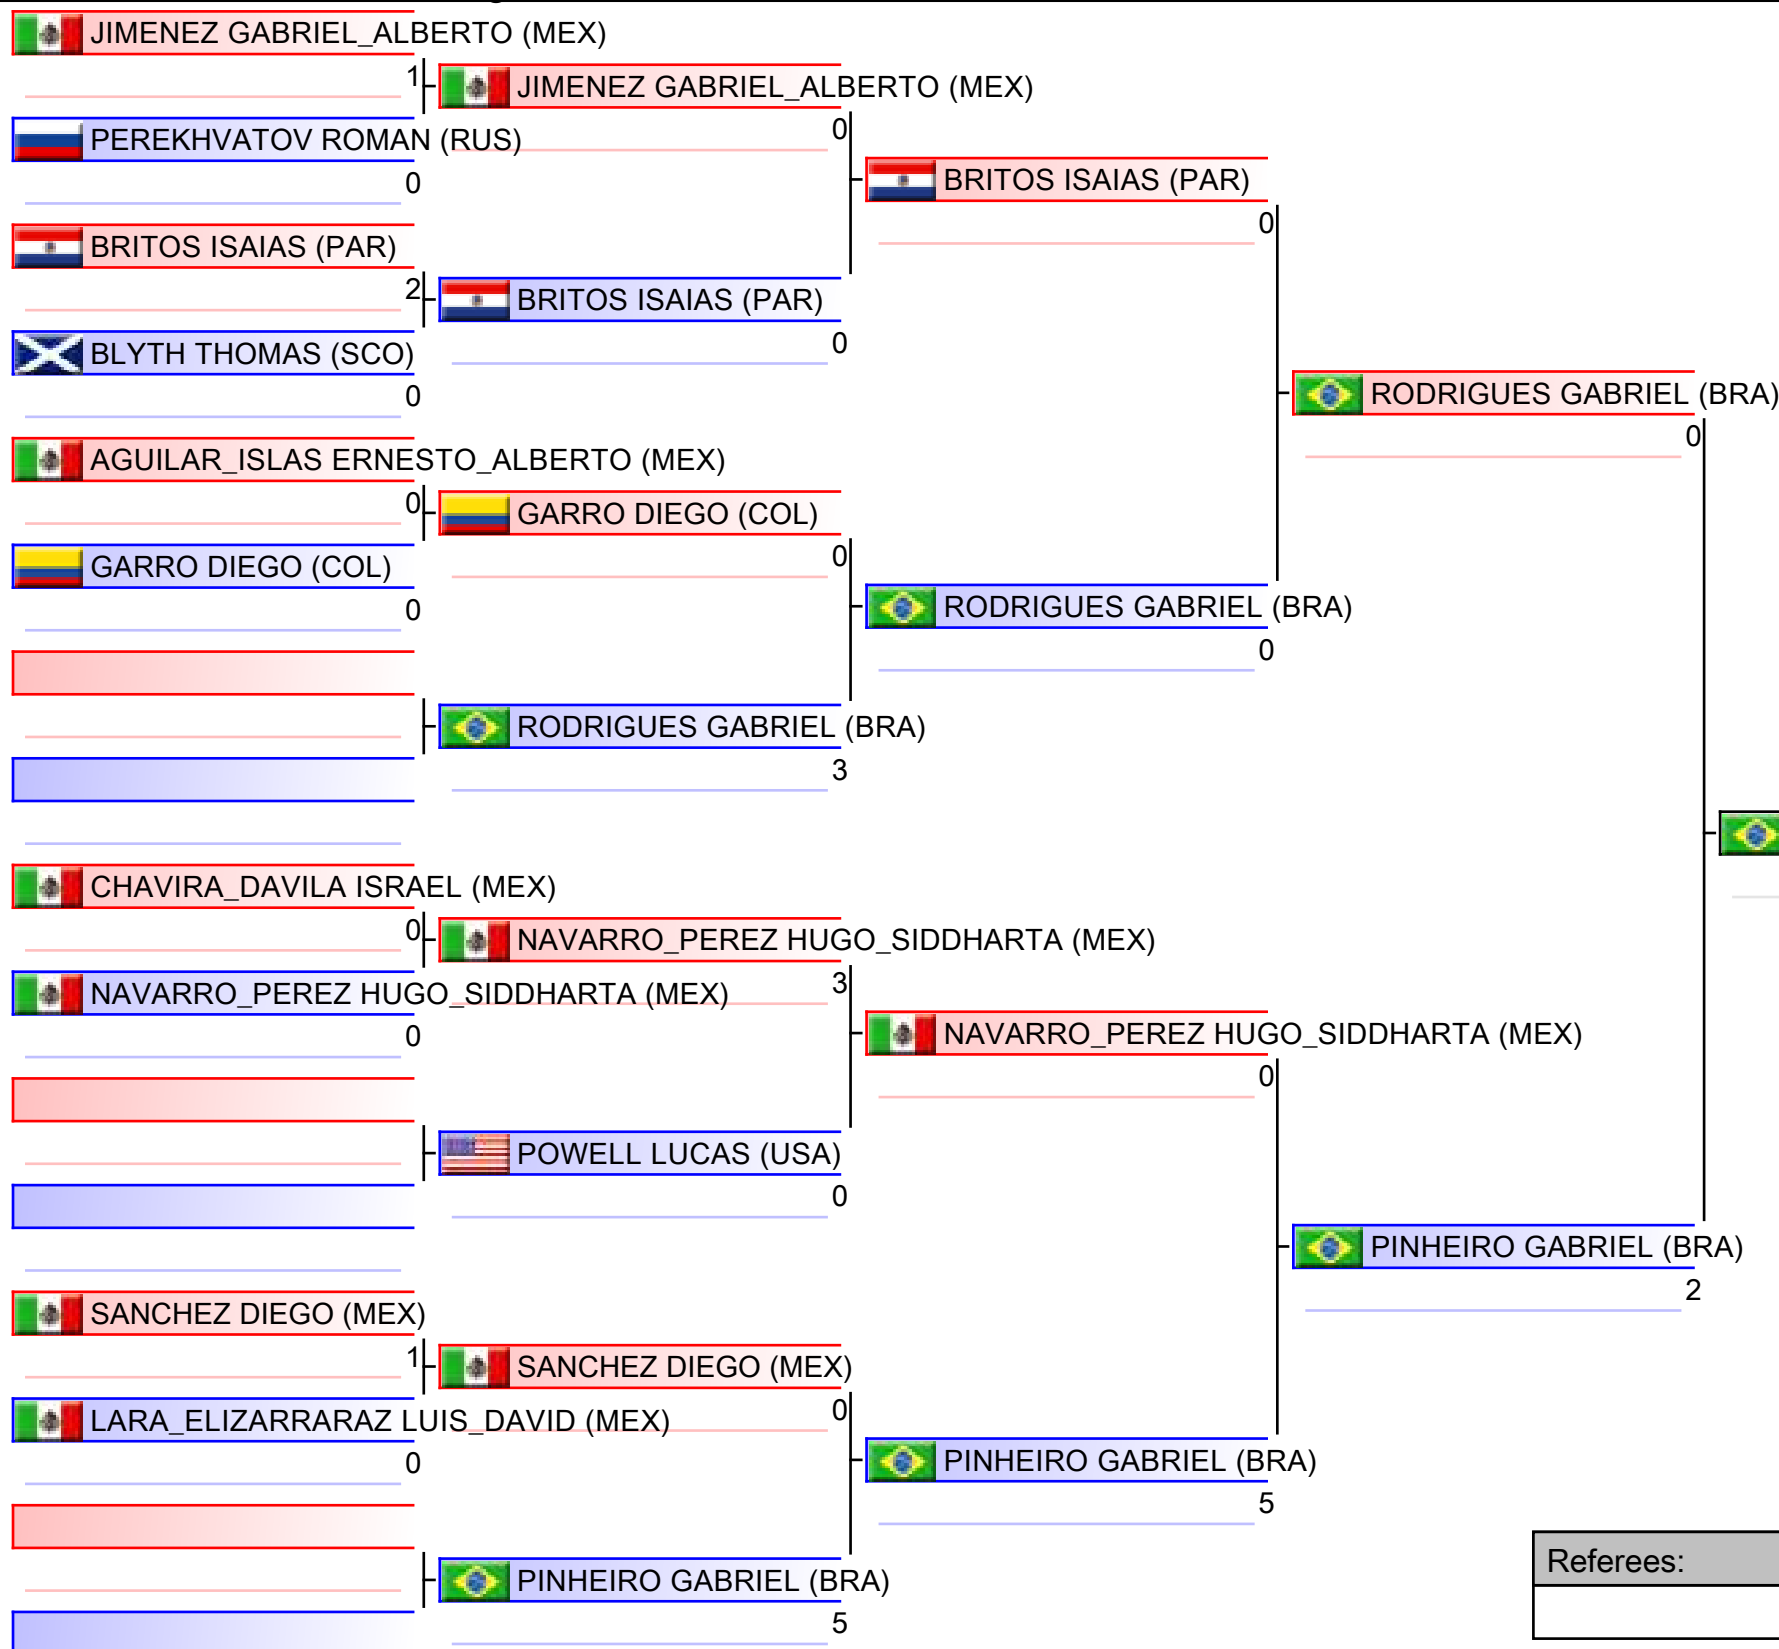 JIMENEZ GABRIEL_ALBERTO (MEX)
1
PEREKHVATOV ROMAN (RUS)
0
BRITOS ISAIAS (PAR)
2
BLYTH THOMAS (SCO)
0
AGUILAR_ISLAS ERNESTO_ALBERTO (MEX)
0
GARRO DIEGO (COL)
0
CHAVIRA_DAVILA ISRAEL (MEX)
0
NAVARRO_PEREZ HUGO_SIDDHARTA (MEX)
0
SANCHEZ DIEGO (MEX)
1
LARA_ELIZARRARAZ LUIS_DAVID (MEX)
0
JIMENEZ GABRIEL_ALBERTO (MEX)
0
BRITOS ISAIAS (PAR)
0
GARRO DIEGO (COL)
0
RODRIGUES GABRIEL (BRA)
3
NAVARRO_PEREZ HUGO_SIDDHARTA (MEX)
3
POWELL LUCAS (USA)
0
SANCHEZ DIEGO (MEX)
0
PINHEIRO GABRIEL (BRA)
5
BRITOS ISAIAS (PAR)
0
RODRIGUES GABRIEL (BRA)
0
NAVARRO_PEREZ HUGO_SIDDHARTA (MEX)
0
PINHEIRO GABRIEL (BRA)
5
RODRIGUES GABRIEL (BRA)
0
PINHEIRO GABRIEL (BRA)
2
Referees: